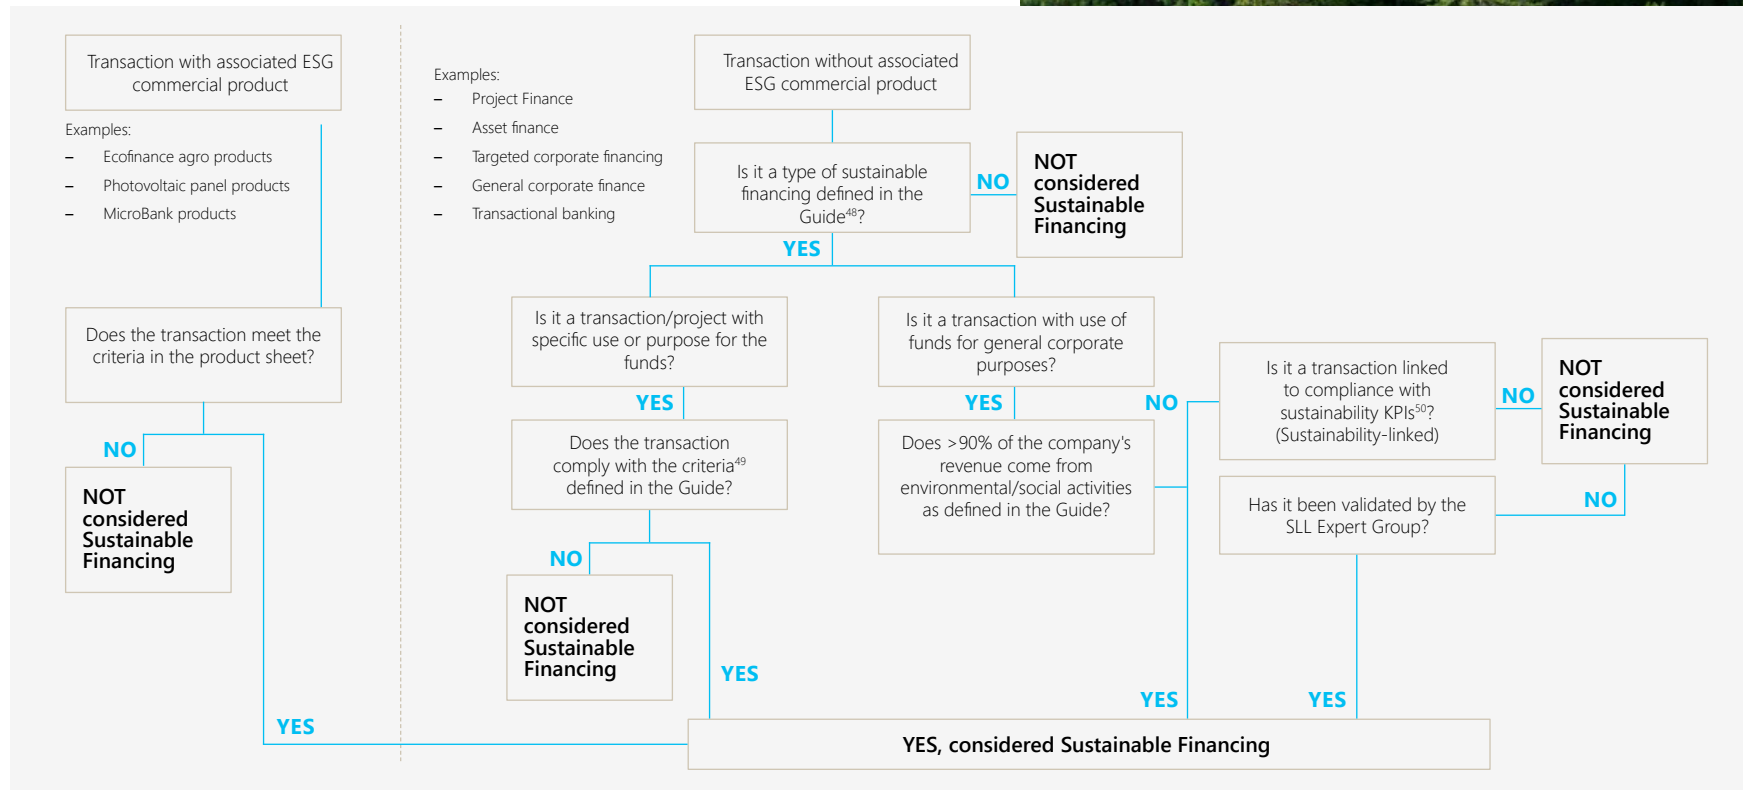 Transaction with associated ESG
commercial product
Examples:
– Ecofinance agro products
– Photovoltaic panel products
– MicroBank products
Does the transaction meet the
criteria in the product sheet?
NO
NOT
considered
Sustainable
Financing
YES
Examples:
– Project Finance
– Asset finance
– Targeted corporate financing
– General corporate finance
– Transactional banking
Transaction without associated
ESG commercial product
Is it a type of sustainable
financing defined in the
Guide⁴⁸?
NO
NOT
considered
Sustainable
Financing
YES
Is it a transaction/project with
specific use or purpose for the
funds?
YES
Does the transaction
comply with the criteria⁴⁹
defined in the Guide?
NO
NOT
considered
Sustainable
Financing
YES
Is it a transaction with use of
funds for general corporate
purposes?
YES
NO
Does >90% of the company's
revenue come from
environmental/social activities
as defined in the Guide?
YES
Is it a transaction linked
to compliance with
sustainability KPIs⁵⁰?
(Sustainability-linked)
NO
NOT
considered
Sustainable
Financing
Has it been validated by the
SLL Expert Group?
NO
YES
YES, considered Sustainable Financing